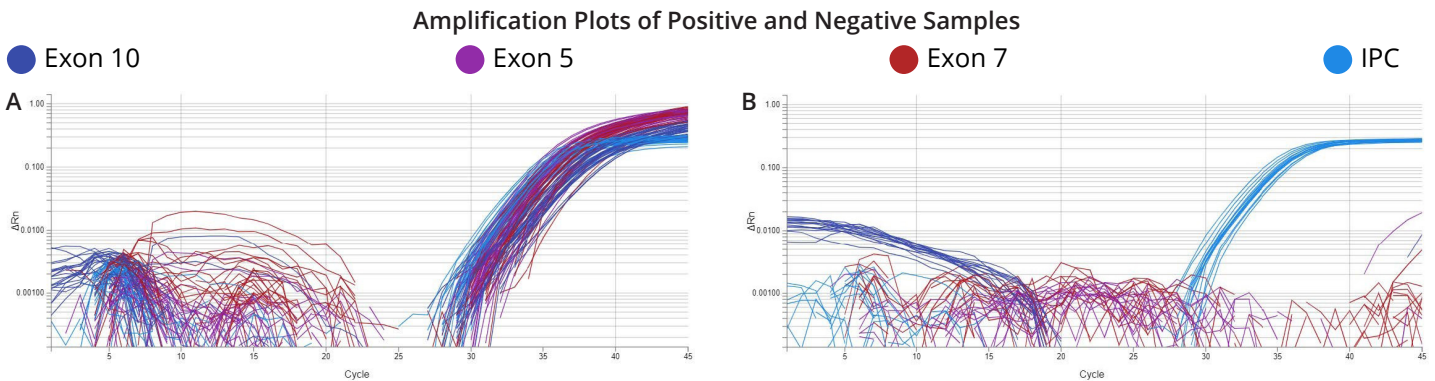 Amplification Plots of Positive and Negative Samples
Exon 10 Exon 5 Exon 7 IPC
A
1.00
0.100
0.0100
0.00100
ΔRn
5 10 15 20 25 30 35 40 45
Cycle
B
1.00
0.100
0.0100
0.00100
ΔRn
5 10 15 20 25 30 35 40 45
Cycle